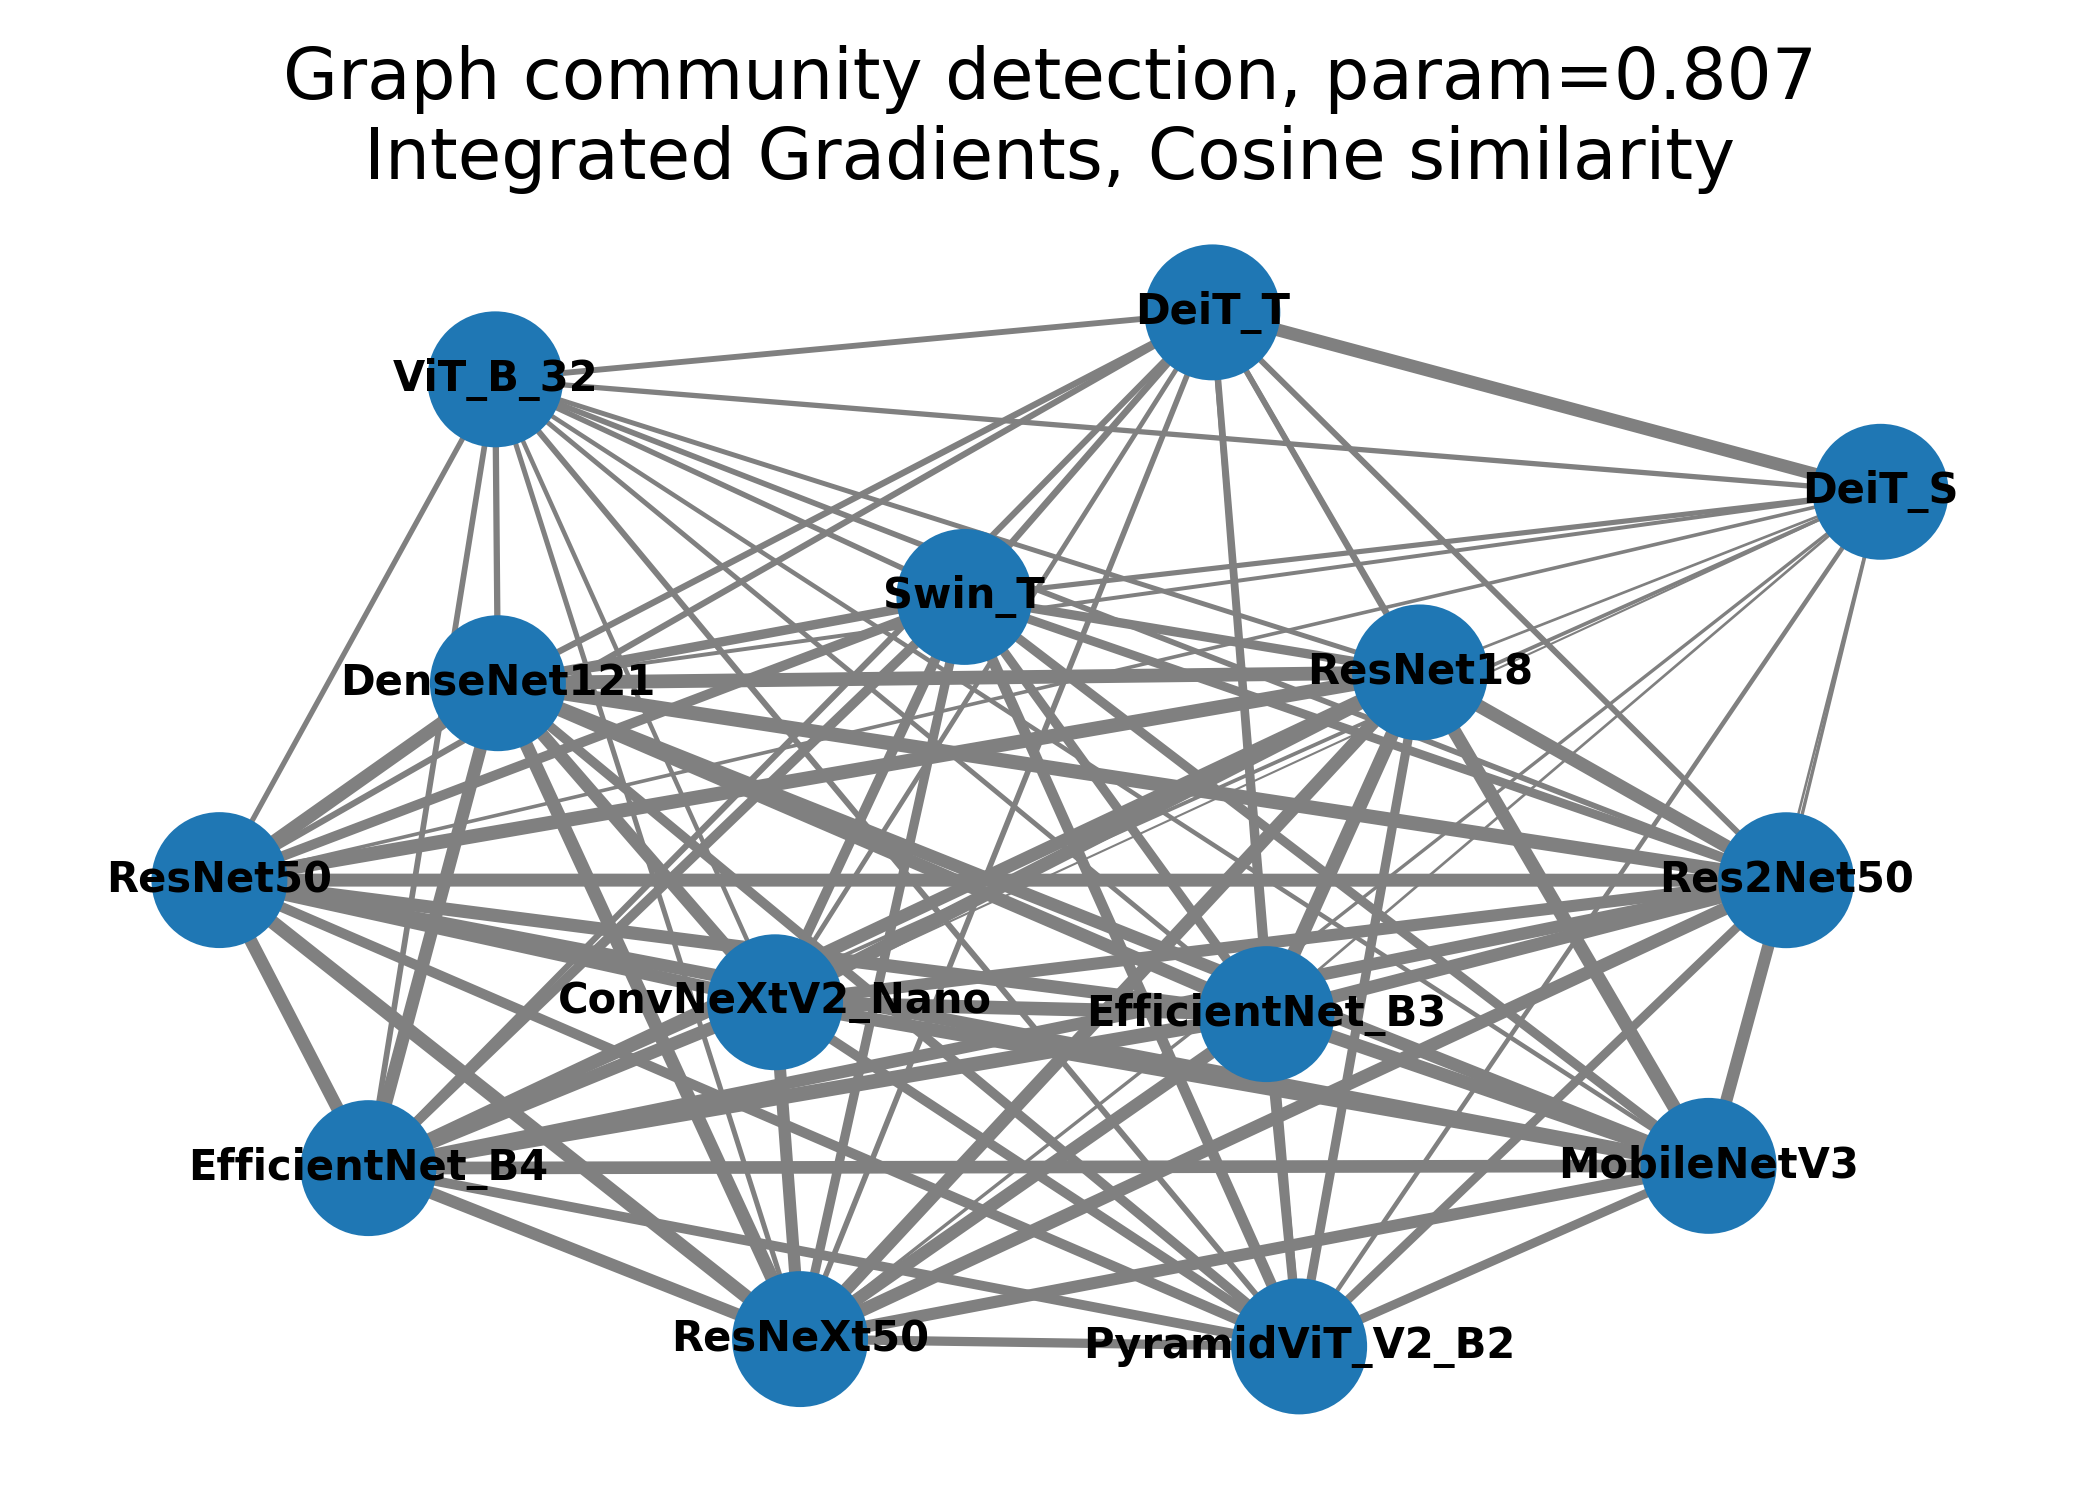 Graph community detection, param=0.807
Integrated Gradients, Cosine similarity
DeiT_T
ViT_B_32
DeiT_S
Swin_T
ResNet18
DenseNet121
ResNet50
Res2Net50
ConvNeXtV2_Nano
EfficientNet_B3
EfficientNet_B4
MobileNetV3
ResNeXt50
PyramidViT_V2_B2